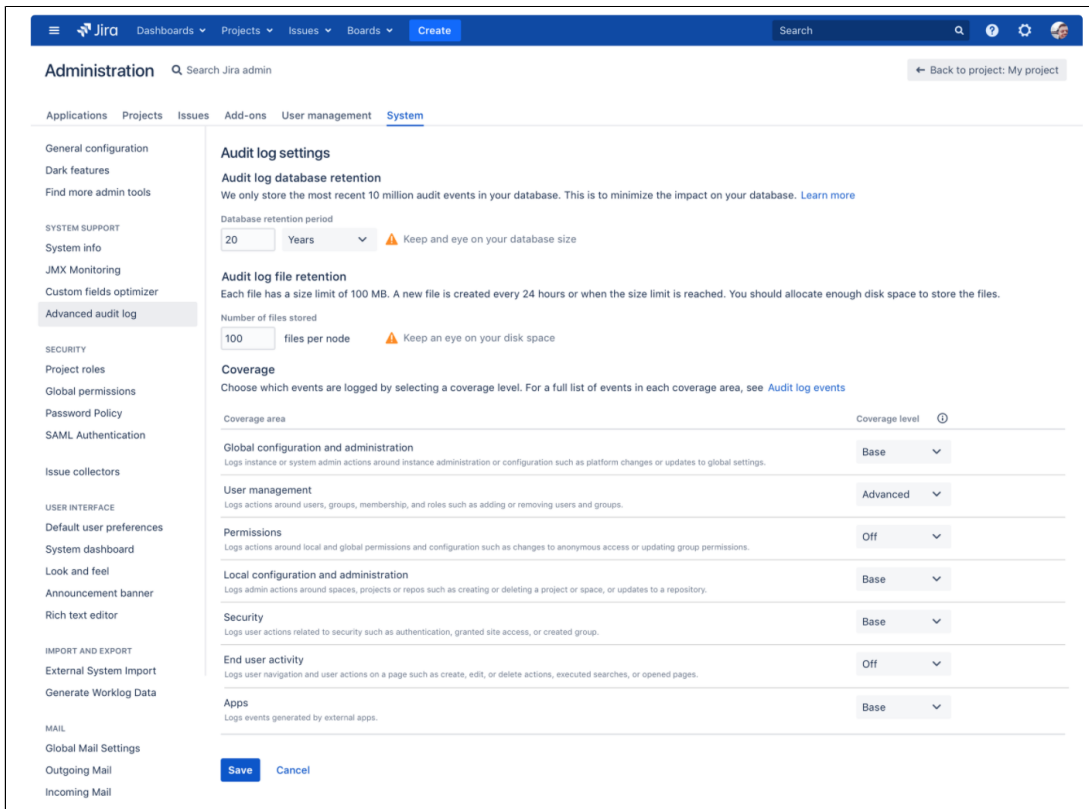 Jira Dashboards Projects Issues Boards Create Search
Administration Search Jira admin ← Back to project: My project
Applications Projects Issues Add-ons User management System
General configuration
Dark features
Find more admin tools
SYSTEM SUPPORT
System info
JMX Monitoring
Custom fields optimizer
Advanced audit log
SECURITY
Project roles
Global permissions
Password Policy
SAML Authentication
Issue collectors
USER INTERFACE
Default user preferences
System dashboard
Look and feel
Announcement banner
Rich text editor
IMPORT AND EXPORT
External System Import
Generate Worklog Data
MAIL
Global Mail Settings
Outgoing Mail
Incoming Mail
Audit log settings
Audit log database retention
We only store the most recent 10 million audit events in your database. This is to minimize the impact on your database. Learn more
Database retention period
20 Years Keep and eye on your database size
Audit log file retention
Each file has a size limit of 100 MB. A new file is created every 24 hours or when the size limit is reached. You should allocate enough disk space to store the files.
Number of files stored
100 files per node Keep an eye on your disk space
Coverage
Choose which events are logged by selecting a coverage level. For a full list of events in each coverage area, see Audit log events
Coverage area Coverage level
Global configuration and administration Base
Logs instance or system admin actions around instance administration or configuration such as platform changes or updates to global settings.
User management Advanced
Logs actions around users, groups, membership, and roles such as adding or removing users and groups.
Permissions Off
Logs actions around local and global permissions and configuration such as changes to anonymous access or updating group permissions.
Local configuration and administration Base
Logs admin actions around spaces, projects or repos such as creating or deleting a project or space, or updates to a repository.
Security Base
Logs user actions related to security such as authentication, granted site access, or created group.
End user activity Off
Logs user navigation and user actions on a page such as create, edit, or delete actions, executed searches, or opened pages.
Apps Base
Logs events generated by external apps.
Save Cancel